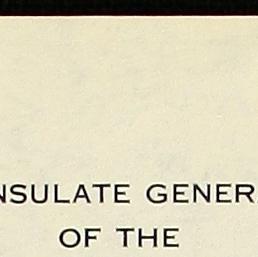 NSULATE GENER
OF THE